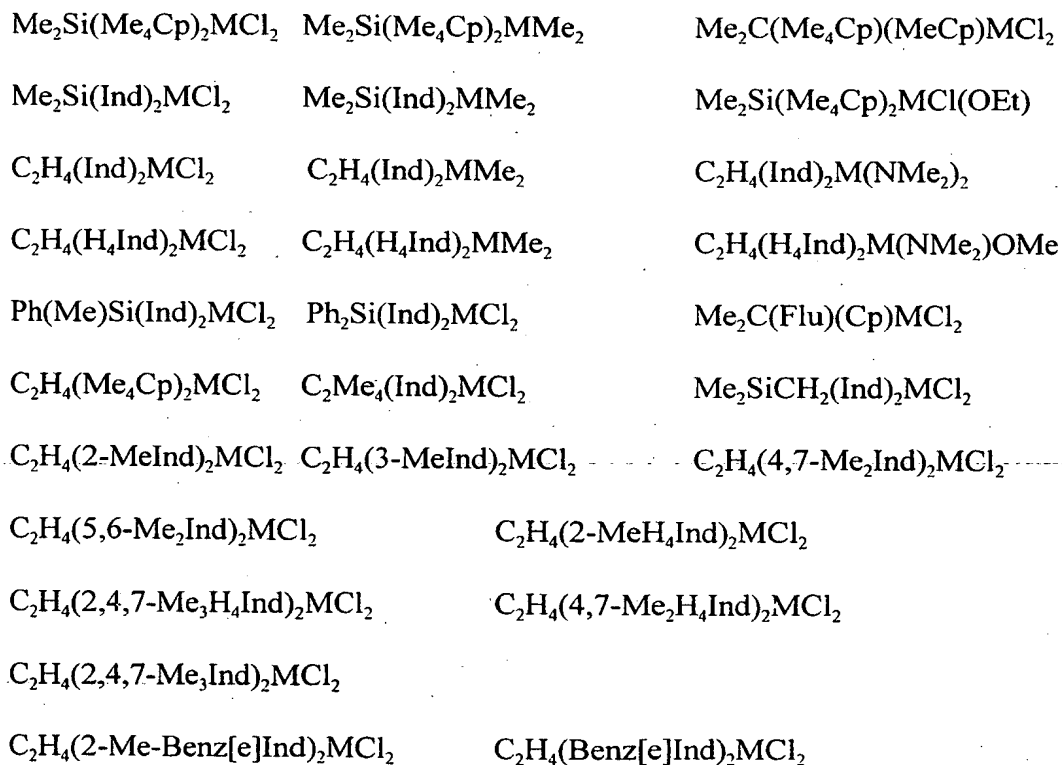 Me₂Si(Me₄Cp)₂MCl₂ Me₂Si(Me₄Cp)₂MMe₂ Me₂C(Me₄Cp)(MeCp)MCl₂
Me₂Si(Ind)₂MCl₂ Me₂Si(Ind)₂MMe₂ Me₂Si(Me₄Cp)₂MCl(OEt)
C₂H₄(Ind)₂MCl₂ C₂H₄(Ind)₂MMe₂ C₂H₄(Ind)₂M(NMe₂)₂
C₂H₄(H₄Ind)₂MCl₂ C₂H₄(H₄Ind)₂MMe₂ C₂H₄(H₄Ind)₂M(NMe₂)OMe
Ph(Me)Si(Ind)₂MCl₂ Ph₂Si(Ind)₂MCl₂ Me₂C(Flu)(Cp)MCl₂
C₂H₄(Me₄Cp)₂MCl₂ C₂Me₄(Ind)₂MCl₂ Me₂SiCH₂(Ind)₂MCl₂
C₂H₄(2-MeInd)₂MCl₂ C₂H₄(3-MeInd)₂MCl₂ C₂H₄(4,7-Me₂Ind)₂MCl₂
C₂H₄(5,6-Me₂Ind)₂MCl₂ C₂H₄(2-MeH₄Ind)₂MCl₂
C₂H₄(2,4,7-Me₃H₄Ind)₂MCl₂ C₂H₄(4,7-Me₂H₄Ind)₂MCl₂
C₂H₄(2,4,7-Me₃Ind)₂MCl₂
C₂H₄(2-Me-Benz[e]Ind)₂MCl₂ C₂H₄(Benz[e]Ind)₂MCl₂